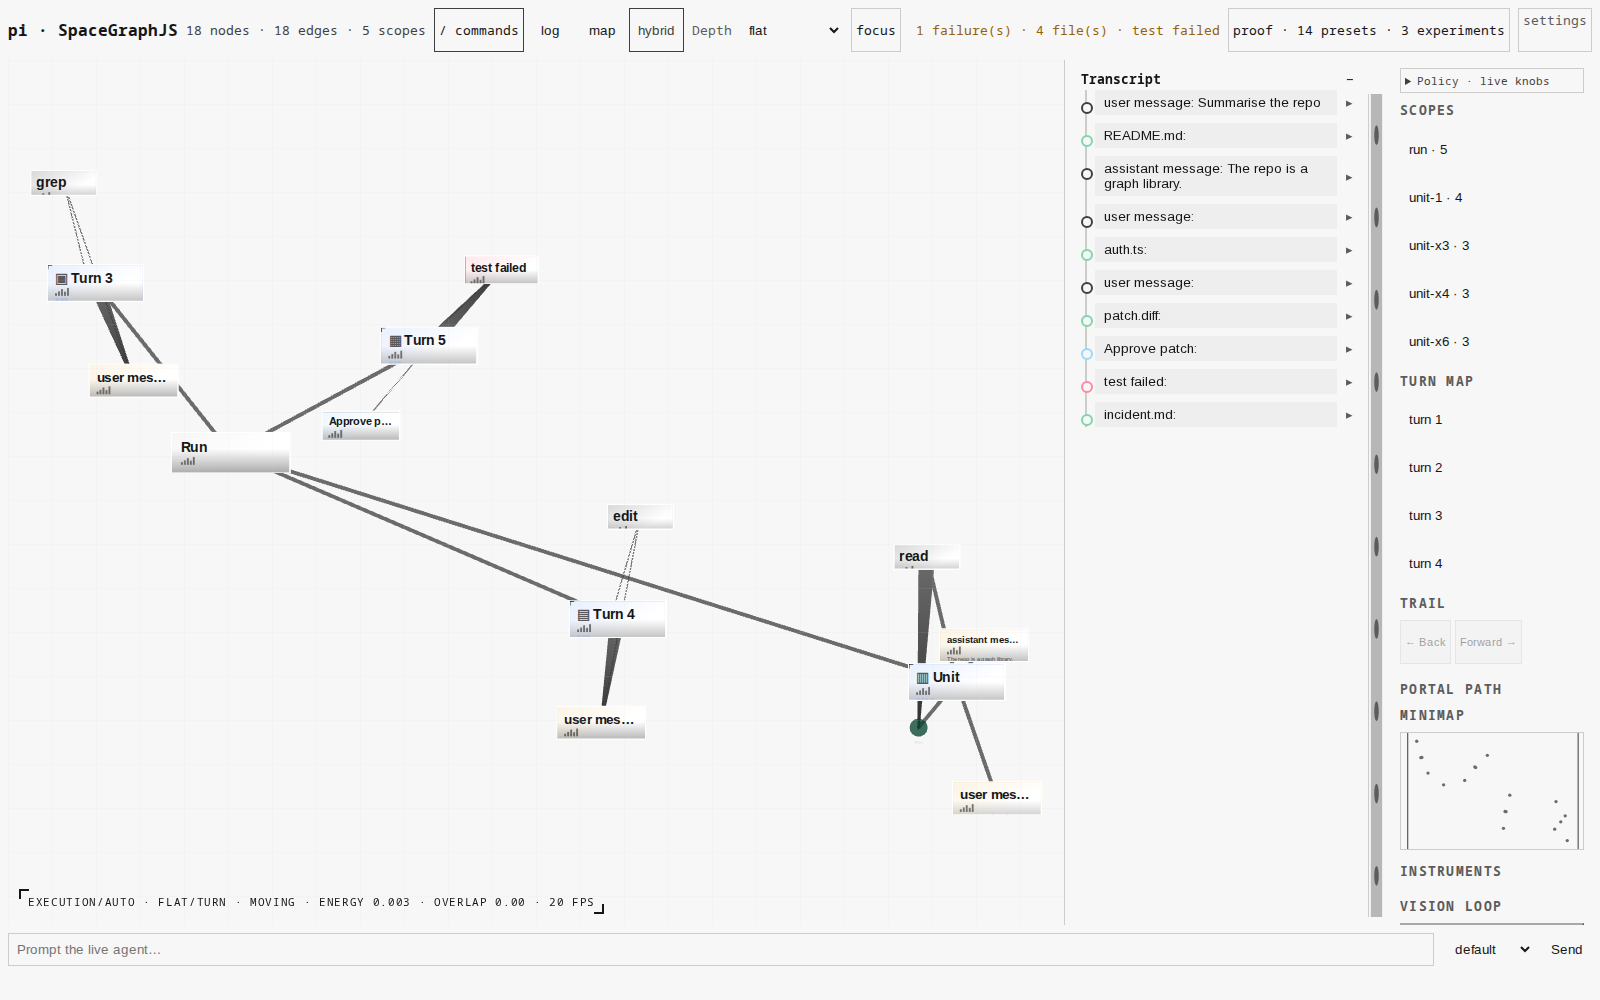 pi · SpaceGraphJS 18 nodes · 18 edges · 5 scopes / commands log map hybrid Depth flat focus 1 failure(s) · 4 file(s) · test failed proof · 14 presets · 3 experiments settings
grep
Turn 3
user mes…
test failed
Turn 5
Approve p…
Run
edit
Turn 4
user mes…
read
assistant mes…
The repo is a graph library.
Unit
user mes…
EXECUTION/AUTO · FLAT/TURN · MOVING · ENERGY 0.003 · OVERLAP 0.00 · 20 FPS
Transcript –
user message: Summarise the repo ▸
README.md: ▸
assistant message: The repo is a
graph library. ▸
user message: ▸
auth.ts: ▸
user message: ▸
patch.diff: ▸
Approve patch: ▸
test failed: ▸
incident.md: ▸
▸ Policy · live knobs
SCOPES
run · 5
unit-1 · 4
unit-x3 · 3
unit-x4 · 3
unit-x6 · 3
TURN MAP
turn 1
turn 2
turn 3
turn 4
TRAIL
← Back Forward →
PORTAL PATH
MINIMAP
INSTRUMENTS
VISION LOOP
Prompt the live agent… default Send